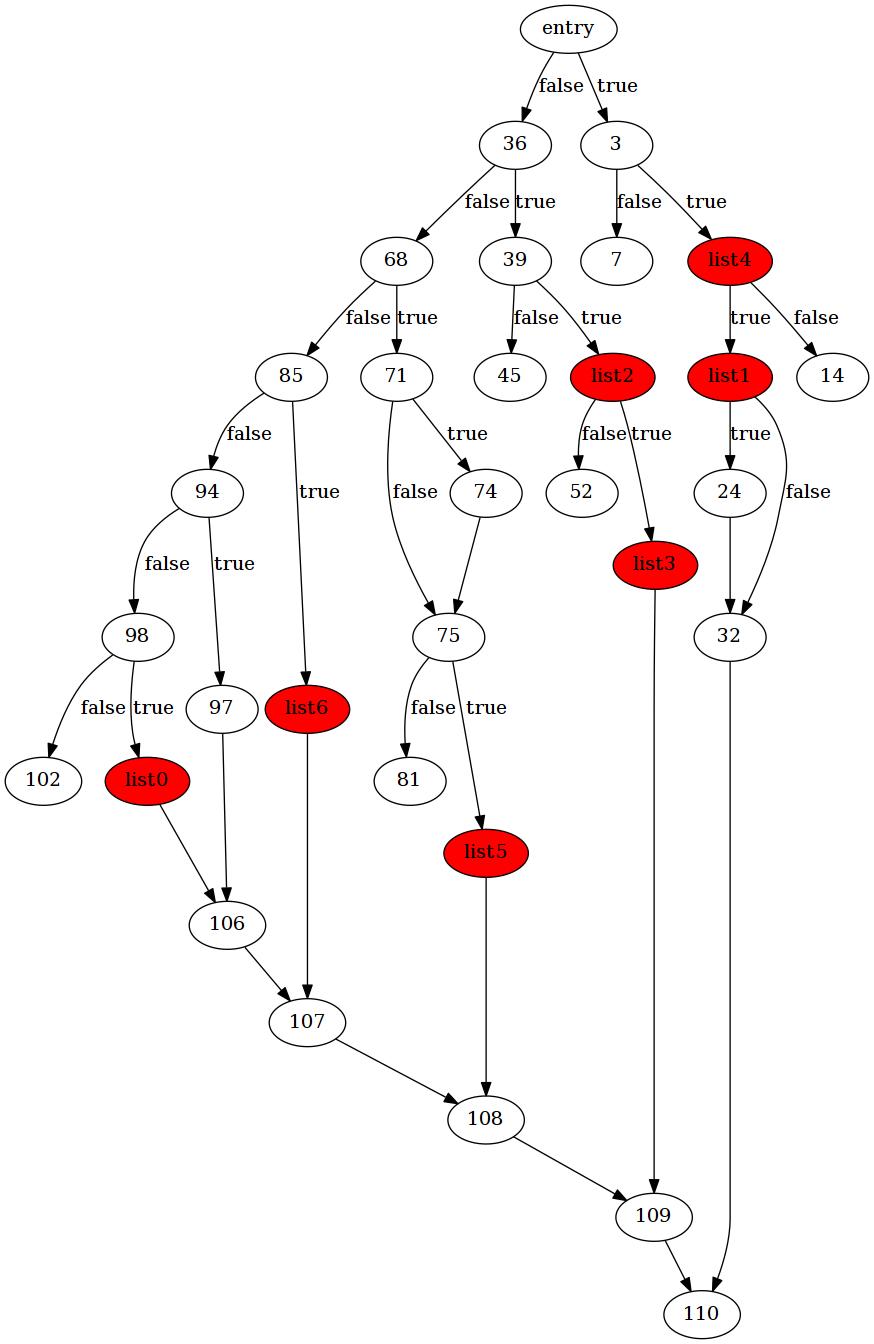 entry
false true
36 3
false true false true
68 39 7 list4
false true false true true false
85 71 45 list2 list1 14
false true false true true
94 true false 74 52 24 false
false true list3
98 75 32
false true 97 list6 false true
102 list0 81
list5
106
107
108
109
110